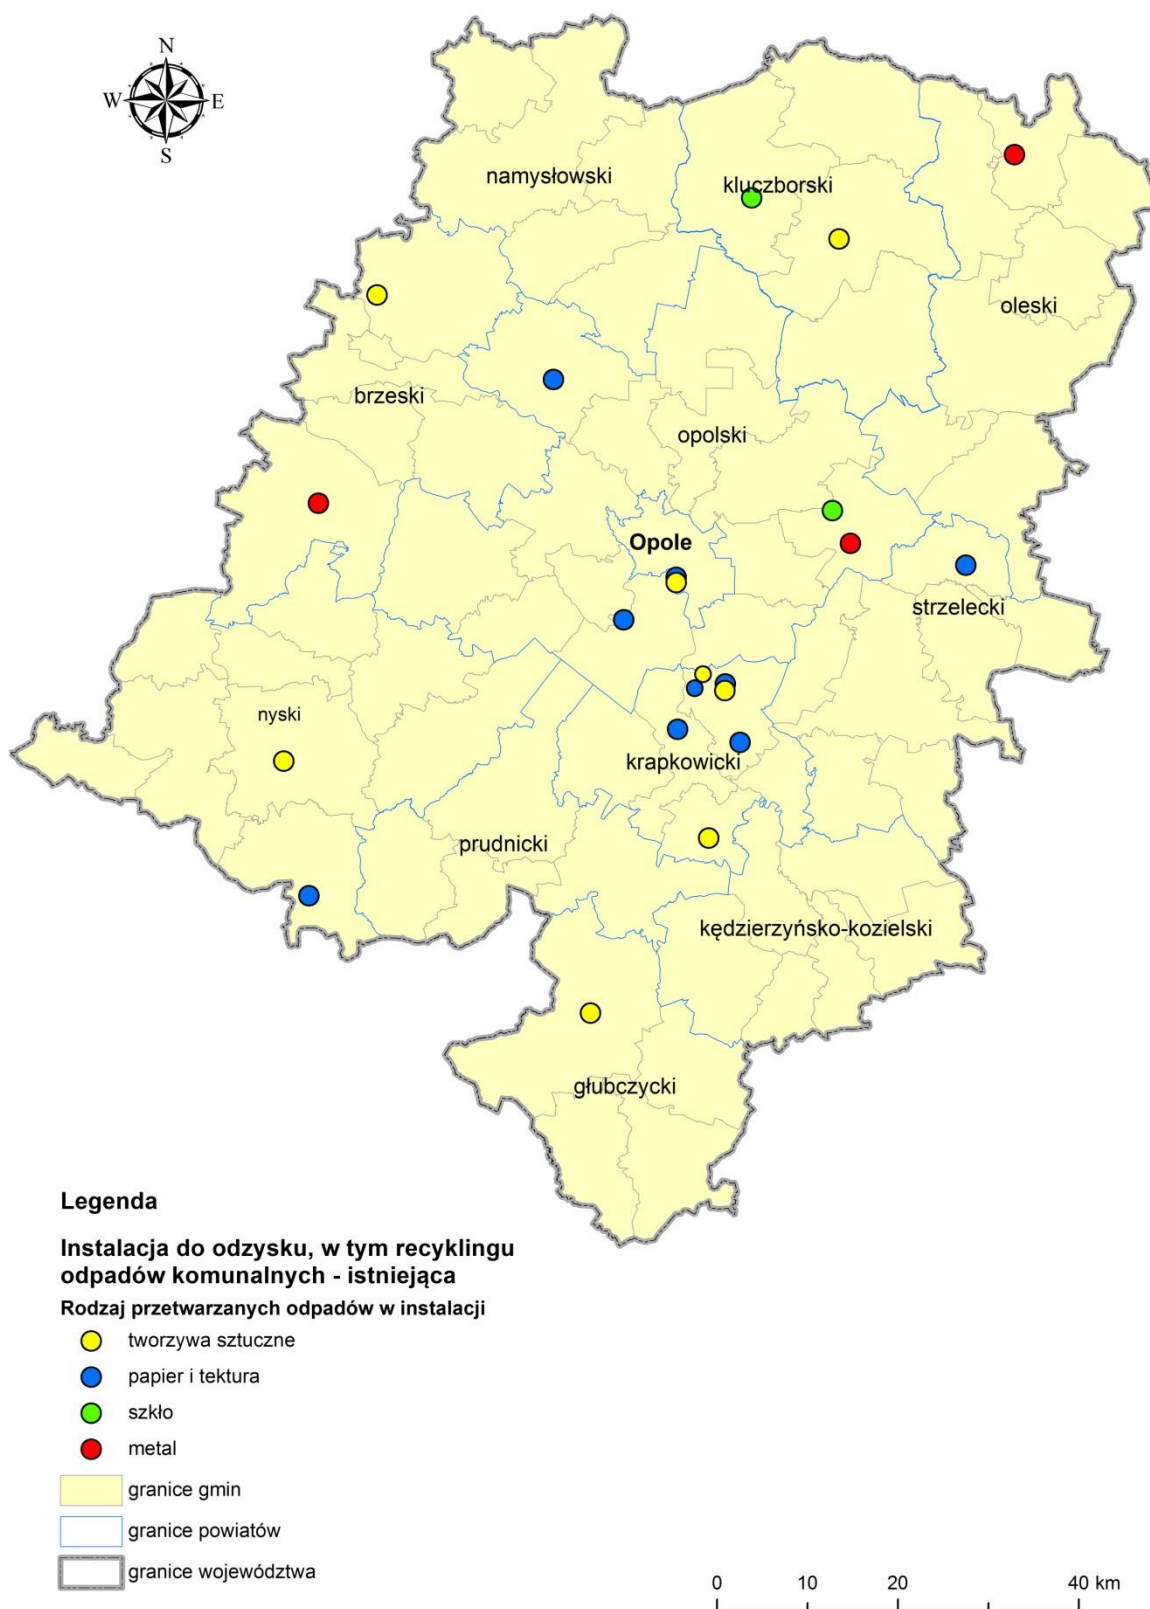 N
W E
S
namysłowski
kluczborski
oleski
brzeski
opolski
Opole
strzelecki
nyski
krapkowicki
prudnicki
kędzierzyńsko-kozielski
głubczycki
Legenda
Instalacja do odzysku, w tym recyklingu
odpadów komunalnych - istniejąca
Rodzaj przetwarzanych odpadów w instalacji
tworzywa sztuczne
papier i tektura
szkło
metal
granice gmin
granice powiatów
granice województwa
0 10 20 40 km